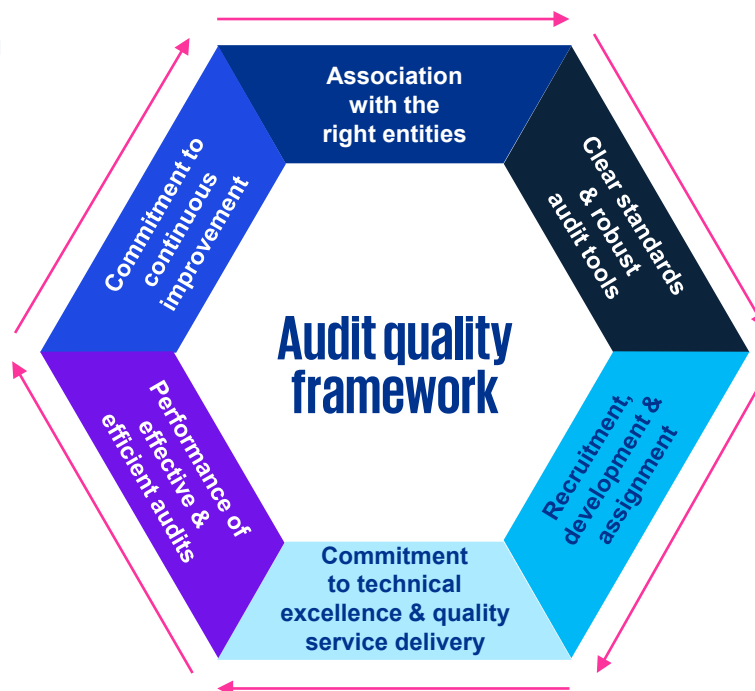 Association
with the
right entities
Clear standards
& robust
audit tools
Recruitment,
development &
assignment
Commitment
to technical
excellence & quality
service delivery
Performance of
effective &
efficient audits
Commitment to
continuous
improvement
Audit quality
framework